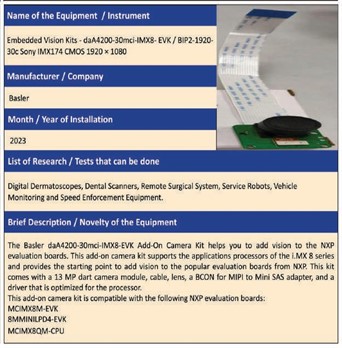 Name of the Equipment / Instrument
Embedded Vision Kits - daA4200-30mci-IMX8- EVK / BIP2-1920-
30c Sony IMX174 CMOS 1920 × 1080
Manufacturer / Company
Basler
Month / Year of Installation
2023
List of Research / Tests that can be done
Digital Dermatoscopes, Dental Scanners, Remote Surgical System, Service Robots, Vehicle
Monitoring and Speed Enforcement Equipment.
Brief Description / Novelty of the Equipment
The Basler daA4200-30mci-IMX8-EVK Add-On Camera Kit helps you to add vision to the NXP
evaluation boards. This add-on camera kit supports the applications processors of the i.MX 8 series
and provides the starting point to add vision to the popular evaluation boards from NXP. This kit
comes with a 13 MP dart camera module, cable, lens, a BCON for MIPI to Mini SAS adapter, and a
driver that is optimized for the processor.
This add-on camera kit is compatible with the following NXP evaluation boards:
MCIMX8M-EVK
8MMINILPD4-EVK
MCIMX8QM-CPU